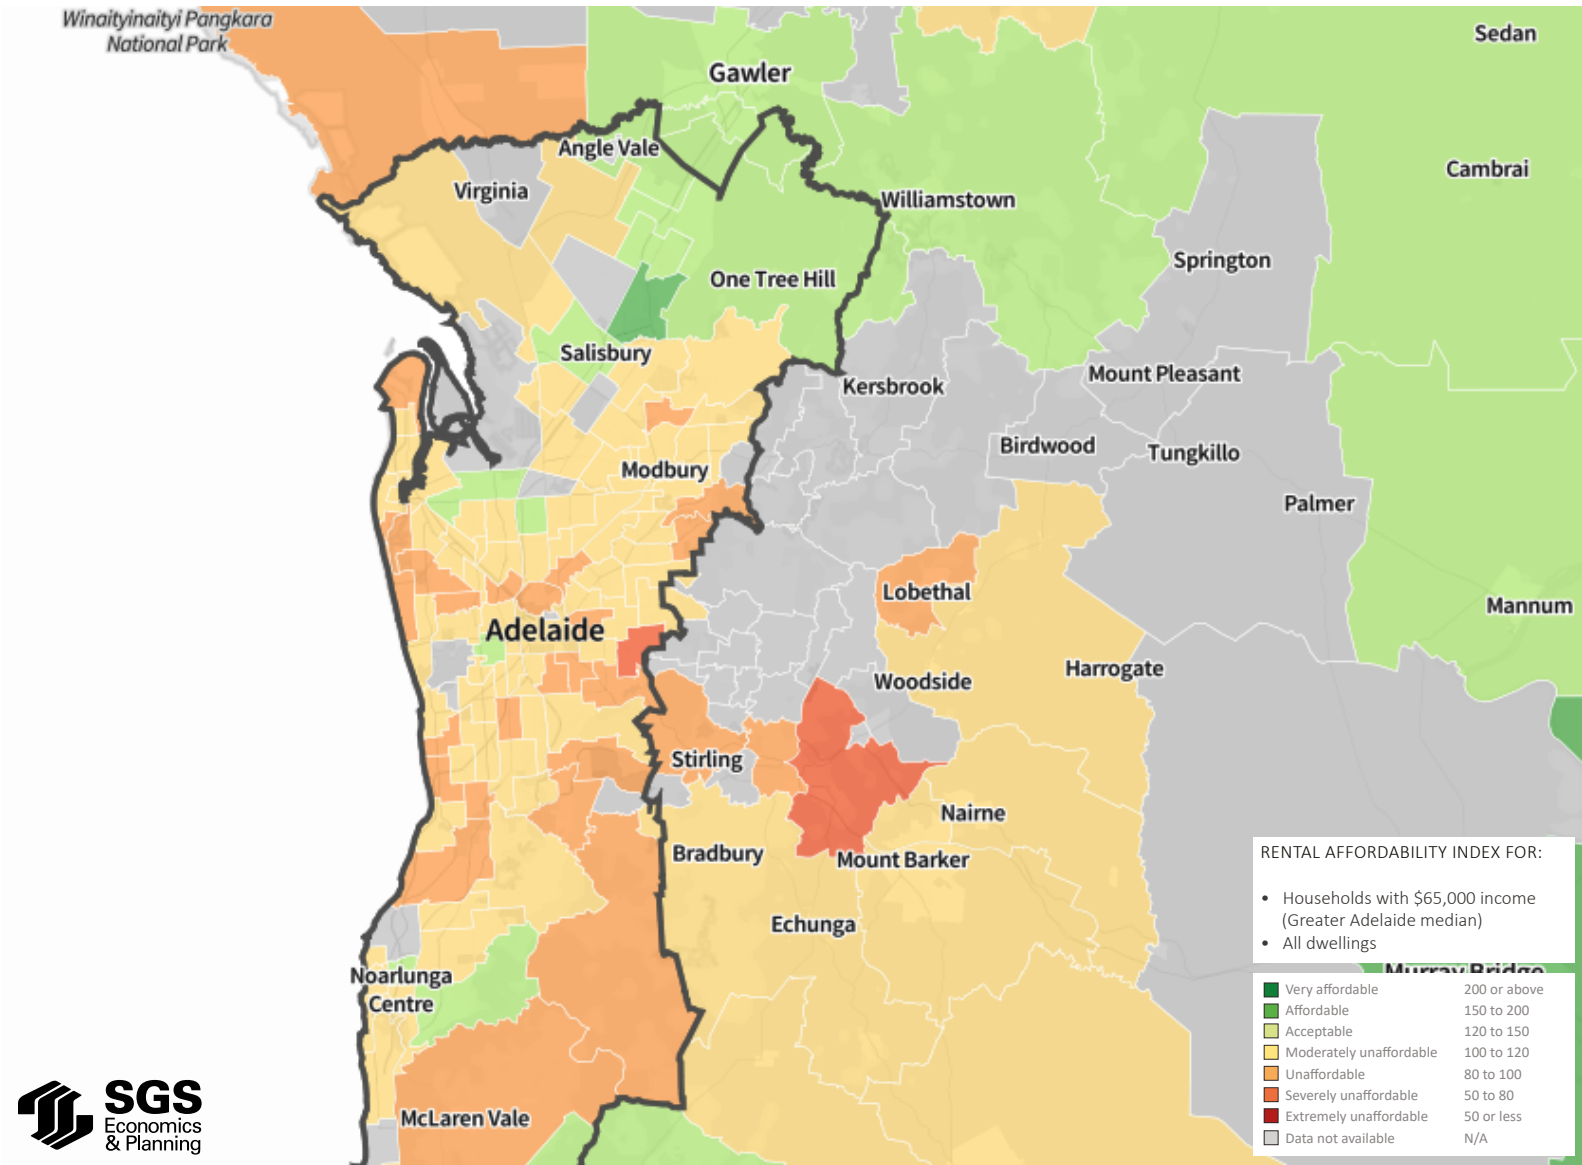 Winaityinaityi Pangkara
National Park
Sedan
Gawler
Angle Vale
Cambrai
Virginia
Williamstown
Springton
One Tree Hill
Salisbury
Mount Pleasant
Kersbrook
Birdwood
Tungkillo
Modbury
Palmer
Lobethal
Mannum
Adelaide
Harrogate
Woodside
Stirling
Nairne
Bradbury
Mount Barker
Echunga
Noarlunga
Centre
McLaren Vale
RENTAL AFFORDABILITY INDEX FOR:
• Households with $65,000 income
(Greater Adelaide median)
• All dwellings
Murray Bridge
Very affordable 200 or above
Affordable 150 to 200
Acceptable 120 to 150
Moderately unaffordable 100 to 120
Unaffordable 80 to 100
Severely unaffordable 50 to 80
Extremely unaffordable 50 or less
Data not available N/A
SGS
Economics
& Planning